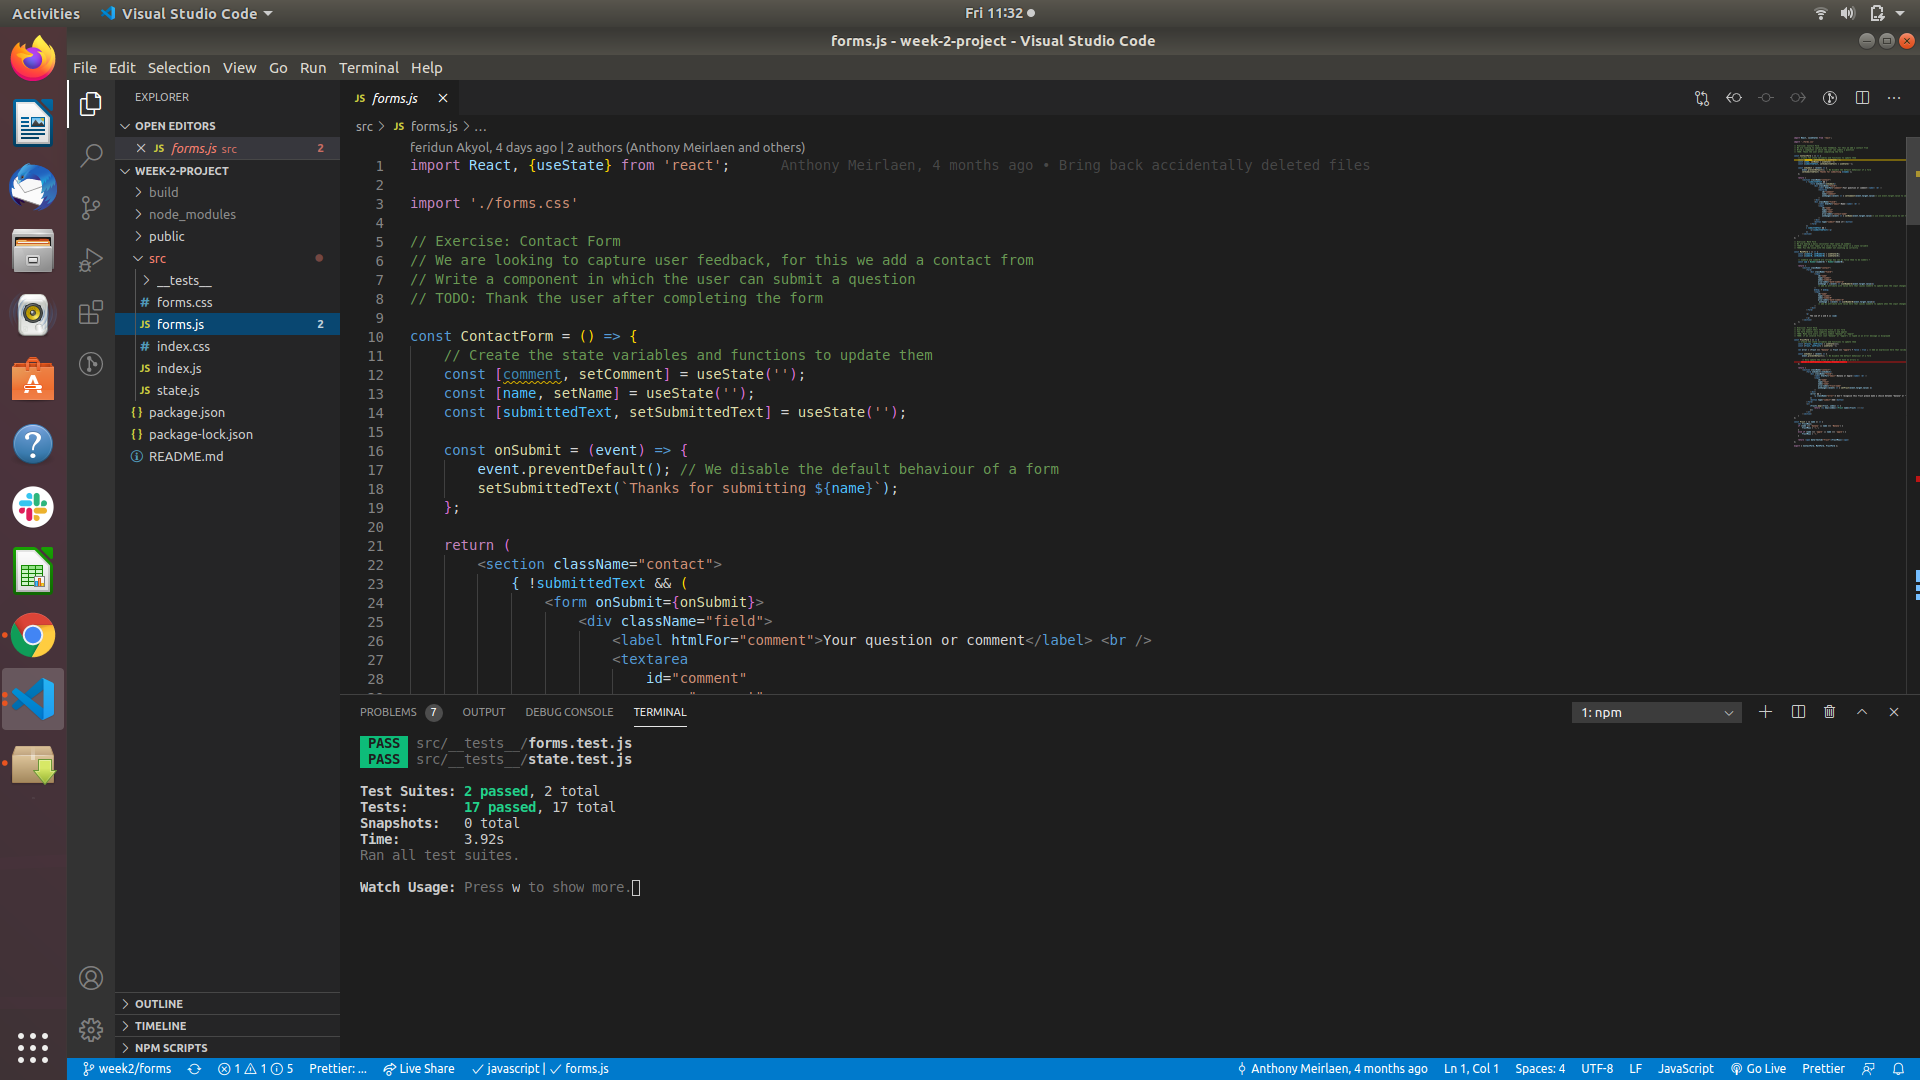 Activities
Visual Studio Code
Fri 11:32
forms.js - week-2-project - Visual Studio Code
File Edit Selection View Go Run Terminal Help
EXPLORER
OPEN EDITORS
JS forms.js src 2
WEEK-2-PROJECT
build
node_modules
public
src
__tests__
# forms.css
JS forms.js 2
# index.css
JS index.js
JS state.js
{} package.json
{} package-lock.json
README.md
OUTLINE
TIMELINE
NPM SCRIPTS
JS forms.js
src > JS forms.js > ...
feridun Akyol, 4 days ago | 2 authors (Anthony Meirlaen and others)
1 import React, {useState} from 'react'; Anthony Meirlaen, 4 months ago • Bring back accidentally deleted files
2
3 import './forms.css'
4
5 // Exercise: Contact Form
6 // We are looking to capture user feedback, for this we add a contact from
7 // Write a component in which the user can submit a question
8 // TODO: Thank the user after completing the form
9
10 const ContactForm = () => {
11 // Create the state variables and functions to update them
12 const [comment, setComment] = useState('');
13 const [name, setName] = useState('');
14 const [submittedText, setSubmittedText] = useState('');
15
16 const onSubmit = (event) => {
17 event.preventDefault(); // We disable the default behaviour of a form
18 setSubmittedText(`Thanks for submitting ${name}`);
19 };
20
21 return (
22 <section className="contact">
23 { !submittedText && (
24 <form onSubmit={onSubmit}>
25 <div className="field">
26 <label htmlFor="comment">Your question or comment</label> <br />
27 <textarea
28 id="comment"
PROBLEMS 7 OUTPUT DEBUG CONSOLE TERMINAL 1: npm
PASS src/__tests__/forms.test.js
PASS src/__tests__/state.test.js
Test Suites: 2 passed, 2 total
Tests: 17 passed, 17 total
Snapshots: 0 total
Time: 3.92s
Ran all test suites.
Watch Usage: Press w to show more.
week2/forms 1 1 5 Prettier: ... Live Share javascript | forms.js Anthony Meirlaen, 4 months ago Ln 1, Col 1 Spaces: 4 UTF-8 LF JavaScript Go Live Prettier